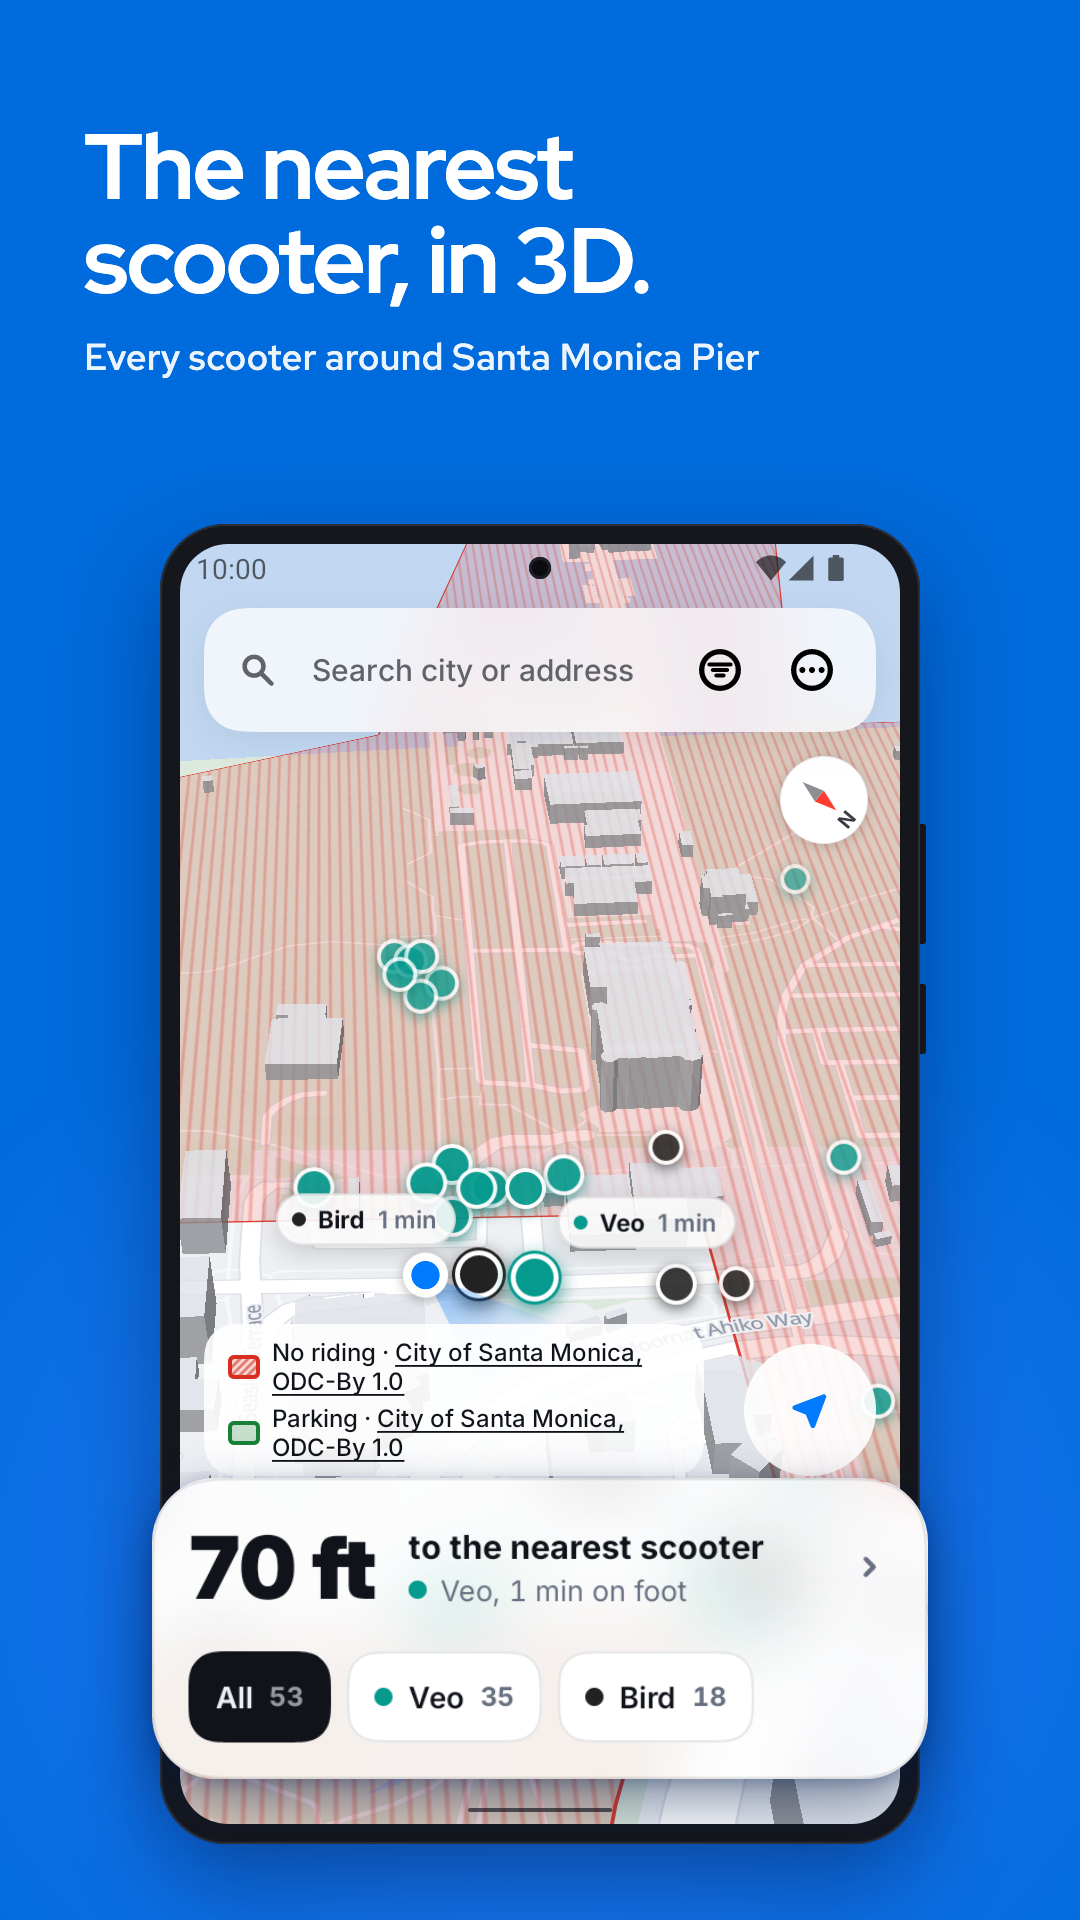 The nearest
scooter, in 3D.
Every scooter around Santa Monica Pier
10:00
Search city or address
N
Bird 1 min
Veo 1 min
t Ahiko Way
No riding · City of Santa Monica,
ODC-By 1.0
Parking · City of Santa Monica,
ODC-By 1.0
70 ft
to the nearest scooter
Veo, 1 min on foot
All 53
Veo 35
Bird 18